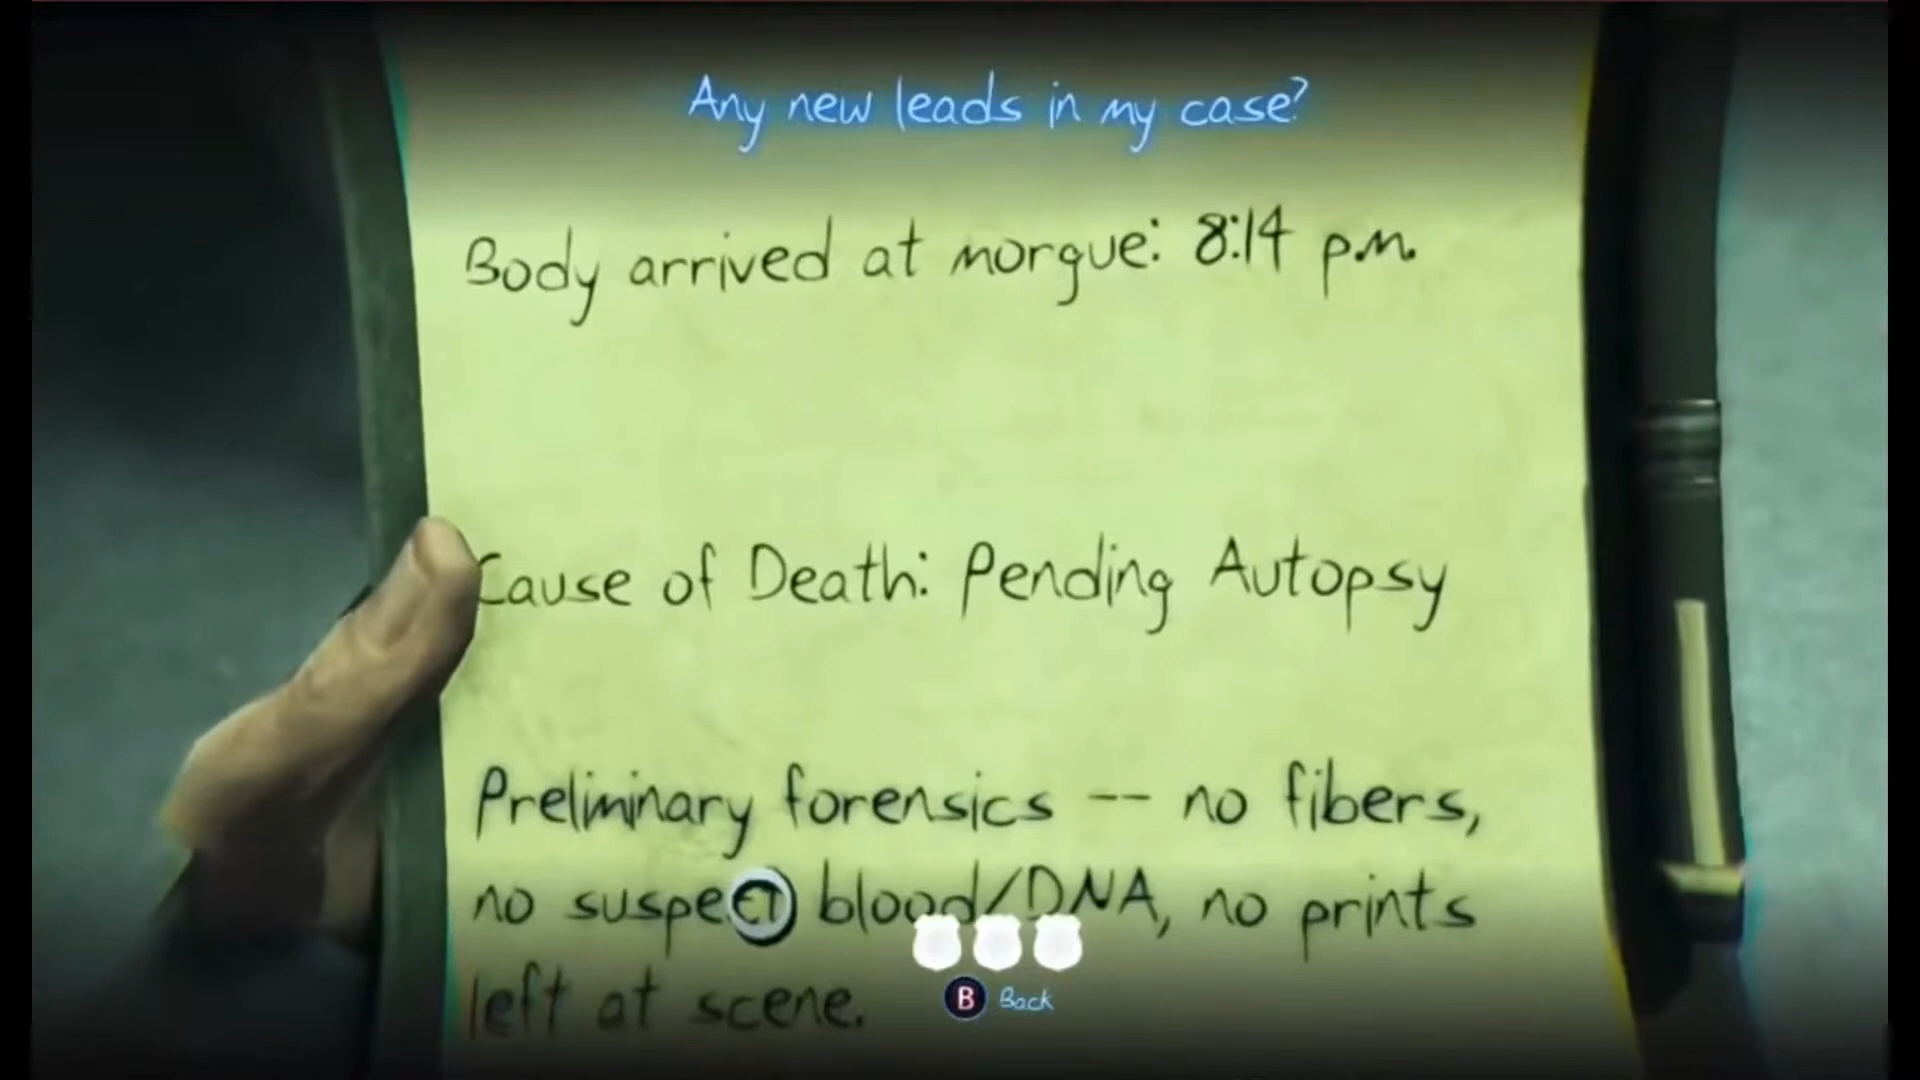 Any new leads in my case?
Body arrived at morgue: 8:14 p.m.
Cause of Death: Pending Autopsy
Preliminary forensics -- no fibers,
no suspect blood/DNA, no prints
left at scene.
B Back